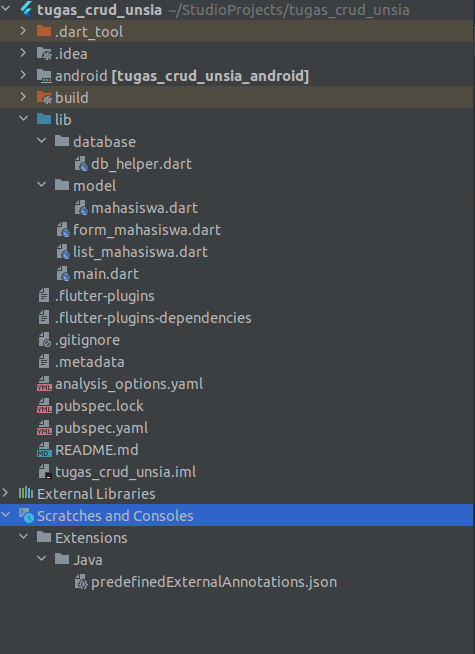 tugas_crud_unsia ~/StudioProjects/tugas_crud_unsia
.dart_tool
.idea
android [tugas_crud_unsia_android]
build
lib
database
db_helper.dart
model
mahasiswa.dart
form_mahasiswa.dart
list_mahasiswa.dart
main.dart
.flutter-plugins
.flutter-plugins-dependencies
.gitignore
.metadata
analysis_options.yaml
pubspec.lock
pubspec.yaml
README.md
tugas_crud_unsia.iml
External Libraries
Scratches and Consoles
Extensions
Java
predefinedExternalAnnotations.json